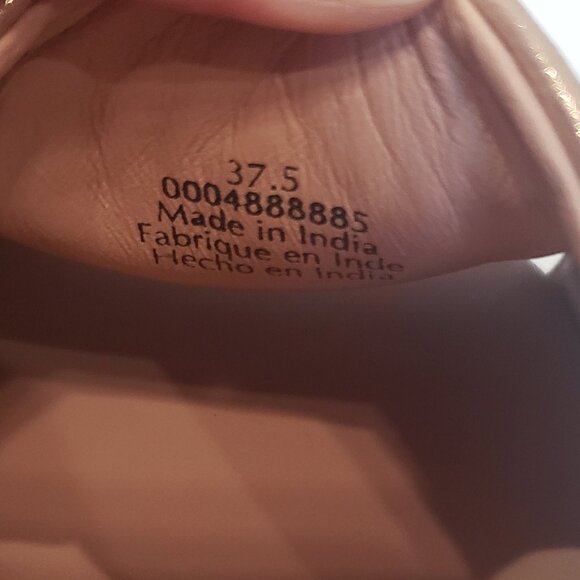 37.5
0004888885
Made in India
Fabrique en Inde
Hecho en India